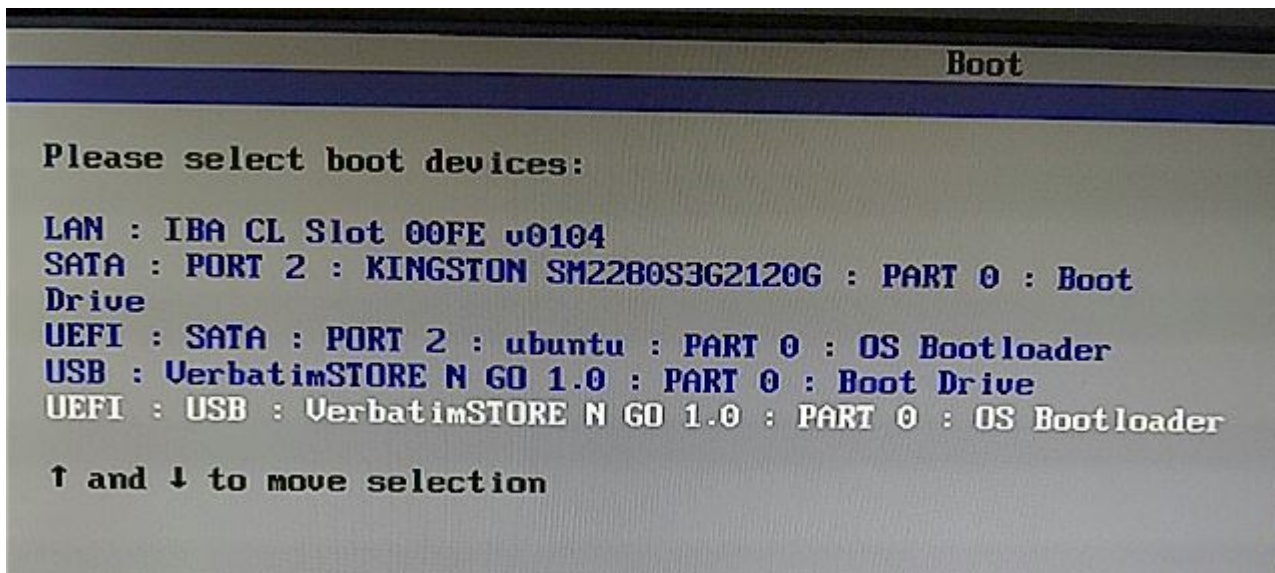 Boot
Please select boot devices:
LAN : IBA CL Slot 00FE v0104
SATA : PORT 2 : KINGSTON SM2280S3G2120G : PART 0 : Boot
Drive
UEFI : SATA : PORT 2 : ubuntu : PART 0 : OS Bootloader
USB : VerbatimSTORE N GO 1.0 : PART 0 : Boot Drive
UEFI : USB : VerbatimSTORE N GO 1.0 : PART 0 : OS Bootloader
↑ and ↓ to move selection